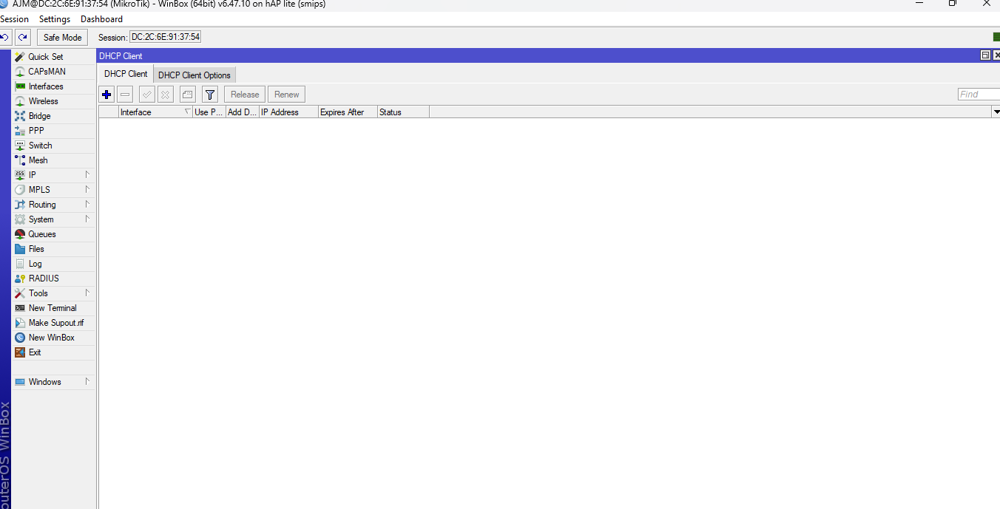 AJM@DC:2C:6E:91:37:54 (MikroTik) - WinBox (64bit) v6.47.10 on hAP lite (smips)
Session Settings Dashboard
Safe Mode Session: DC:2C:6E:91:37:54
Quick Set
CAPsMAN
Interfaces
Wireless
Bridge
PPP
Switch
Mesh
IP
MPLS
Routing
System
Queues
Files
Log
RADIUS
Tools
New Terminal
Make Supout.rif
New WinBox
Exit
Windows
outerOS WinBox
DHCP Client
DHCP Client DHCP Client Options
Release Renew Find
Interface Use P... Add D... IP Address Expires After Status